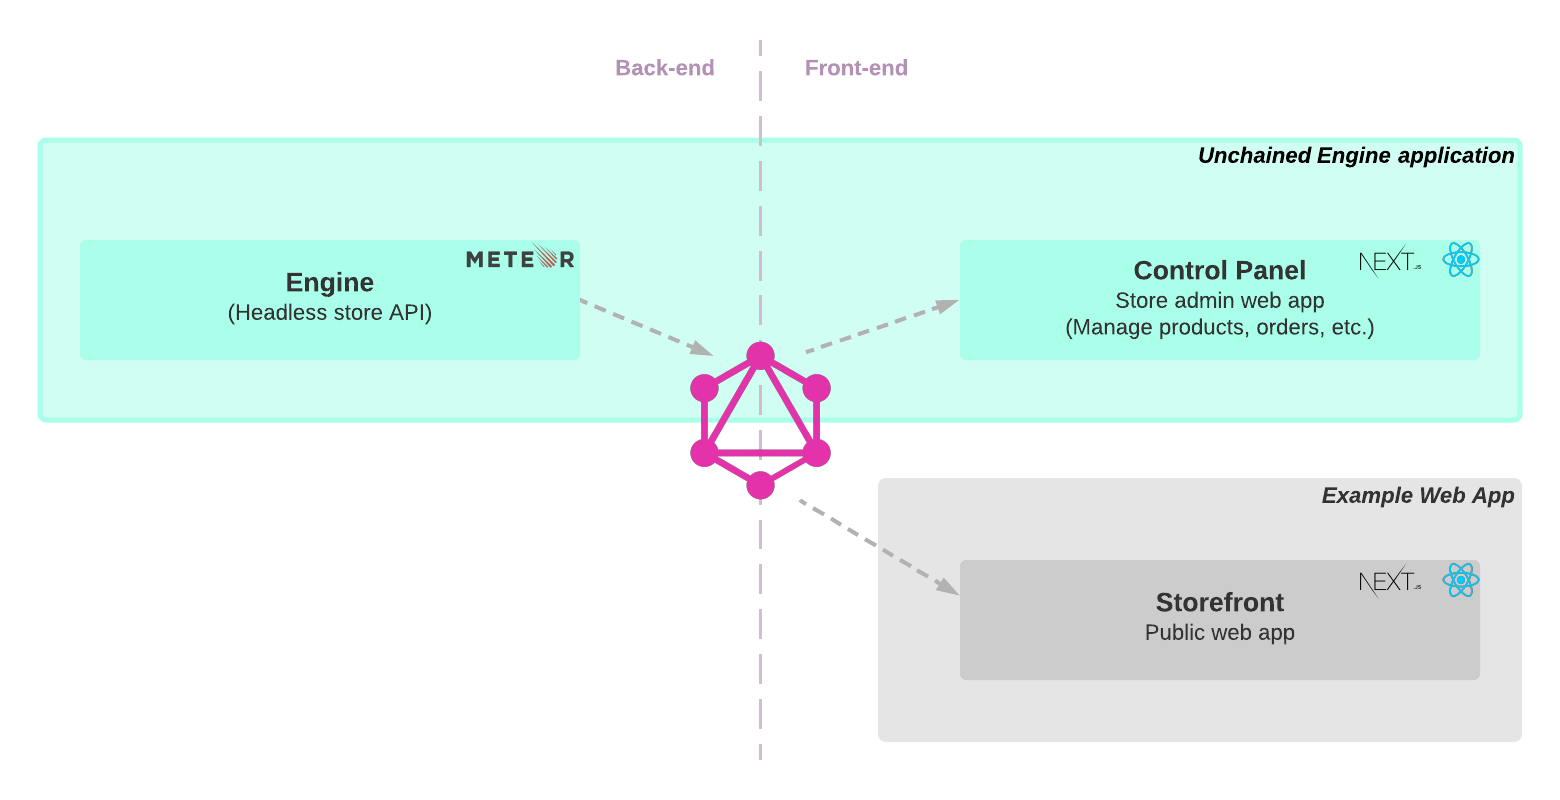 Back-end
Front-end
Unchained Engine application
METEOR
Engine
(Headless store API)
NEXT.JS
Control Panel
Store admin web app
(Manage products, orders, etc.)
Example Web App
NEXT.JS
Storefront
Public web app